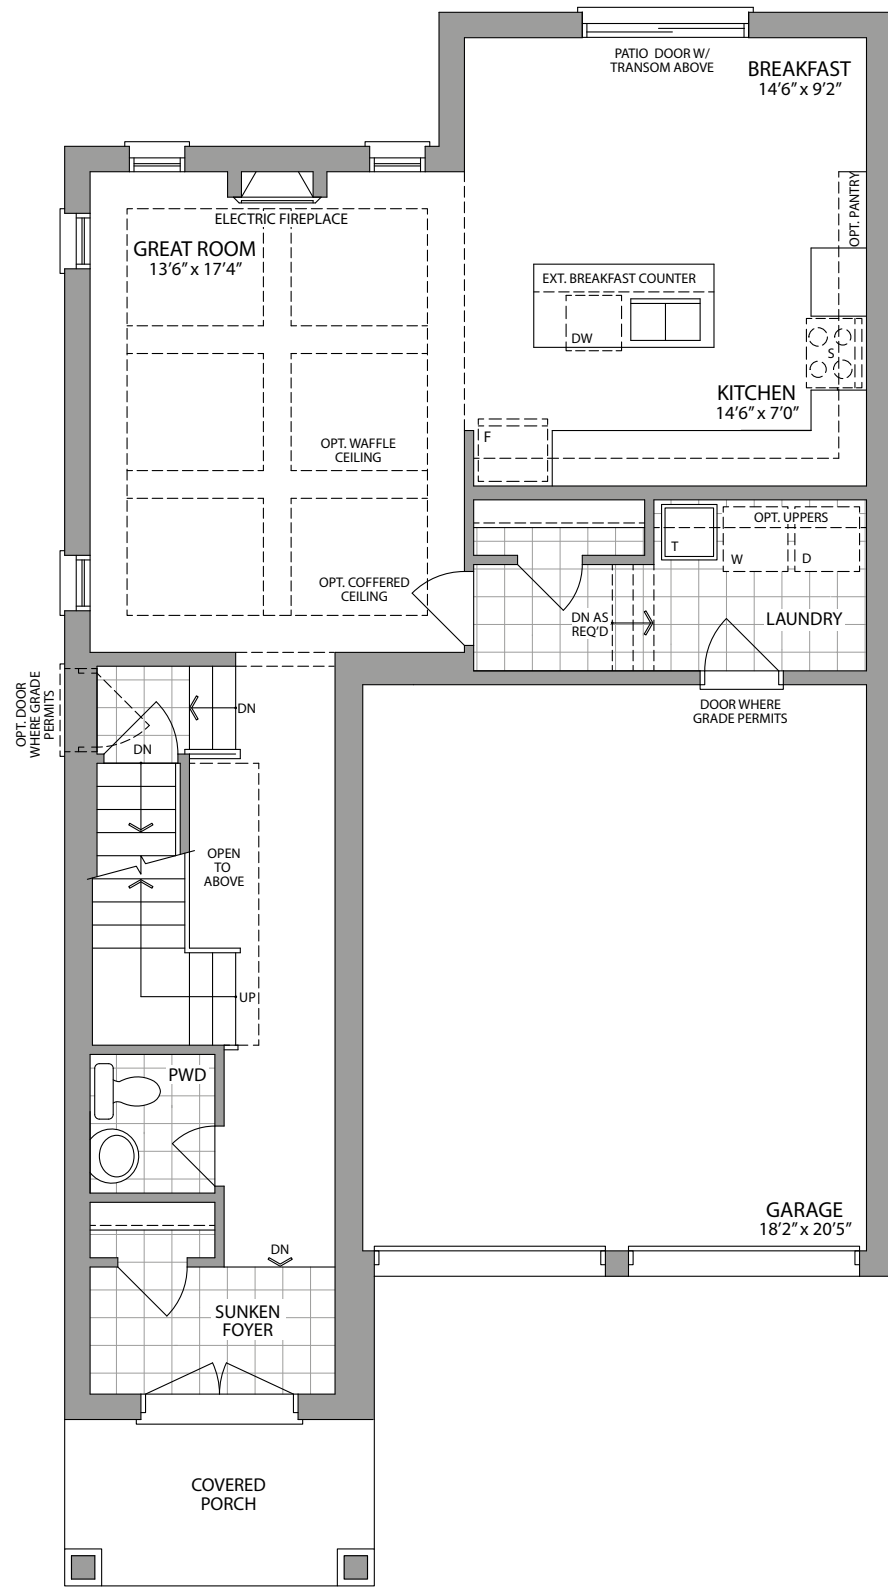 PATIO DOOR W/
TRANSOM ABOVE
BREAKFAST
14'6" x 9'2"
OPT. PANTRY
ELECTRIC FIREPLACE
GREAT ROOM
13'6" x 17'4"
EXT. BREAKFAST COUNTER
DW
S
KITCHEN
14'6" x 7'0"
F
OPT. WAFFLE
CEILING
OPT. UPPERS
T
W
D
OPT. COFFERED
CEILING
DN AS
REQ'D
LAUNDRY
OPT. DOOR
WHERE GRADE
PERMITS
DN
DN
DOOR WHERE
GRADE PERMITS
OPEN
TO
ABOVE
UP
PWD
GARAGE
18'2" x 20'5"
DN
SUNKEN
FOYER
COVERED
PORCH